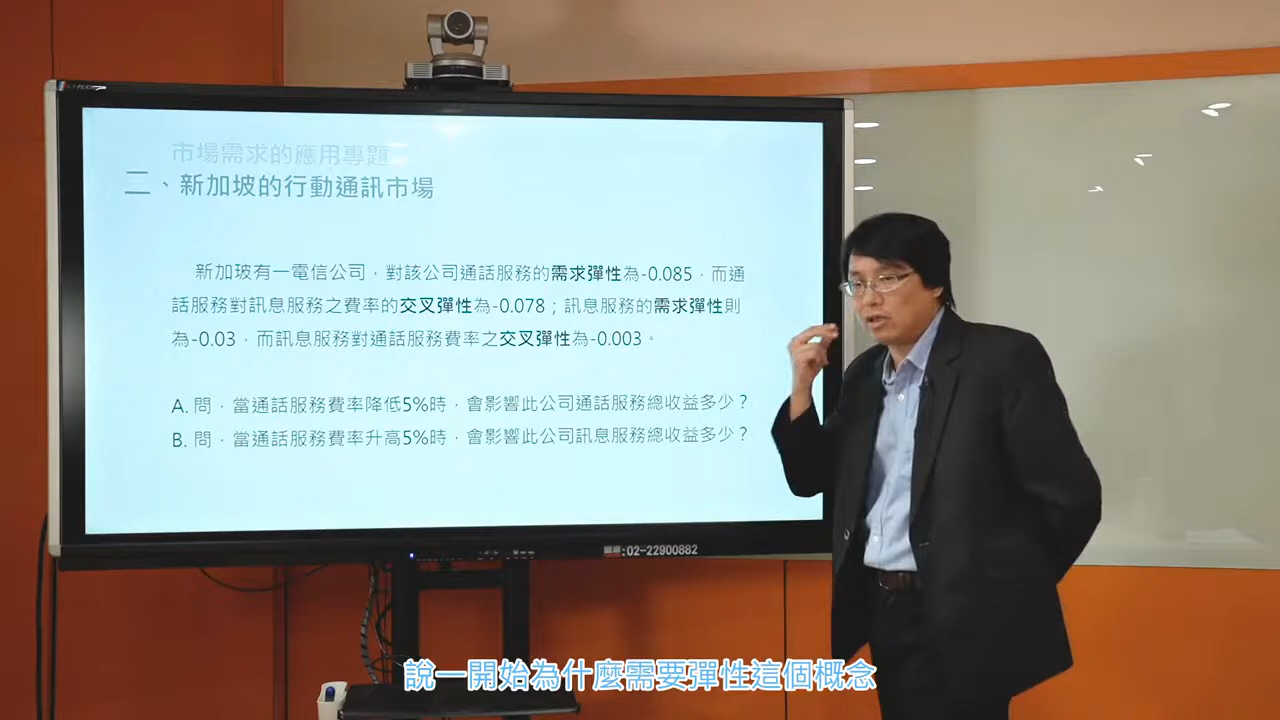 市場需求的應用專題
二、新加坡的行動通訊市場
新加玻有一電信公司，對該公司通話服務的需求彈性為-0.085，而通
話服務對訊息服務之費率的交叉彈性為-0.078；訊息服務的需求彈性則
為-0.03，而訊息服務對通話服務費率之交叉彈性為-0.003。
A. 問，當通話服務費率降低5%時，會影響此公司通話服務總收益多少？
B. 問，當通話服務費率升高5%時，會影響此公司訊息服務總收益多少？
:02-22900882
說一開始為什麼需要彈性這個概念